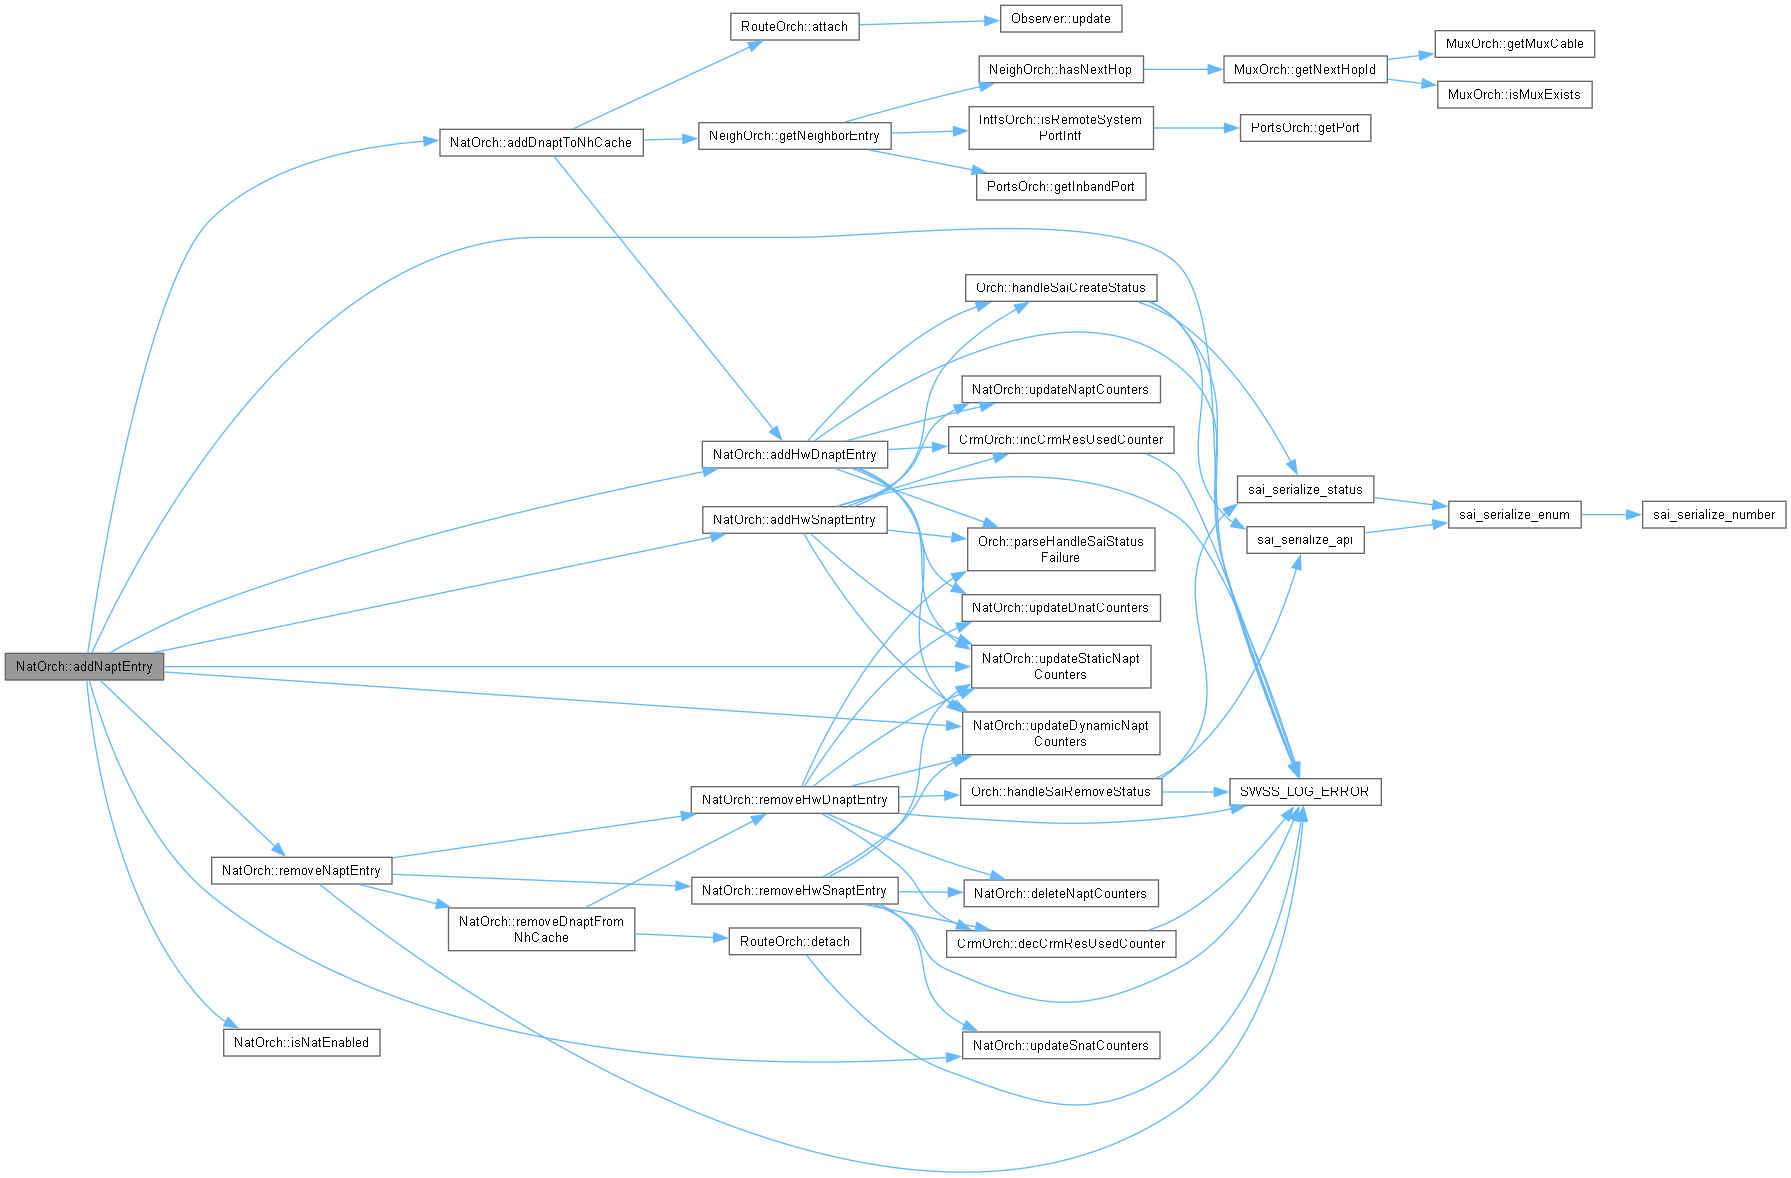 RouteOrch::attach
Observer::update
MuxOrch::getMuxCable
NeighOrch::hasNextHop
MuxOrch::getNextHopId
MuxOrch::isMuxExists
NatOrch::addDnaptToNhCache
NeighOrch::getNeighborEntry
IntfsOrch::isRemoteSystem
PortIntf
PortsOrch::getPort
PortsOrch::getInbandPort
Orch::handleSaiCreateStatus
NatOrch::updateNaptCounters
CrmOrch::incCrmResUsedCounter
NatOrch::addHwDnaptEntry
sai_serialize_status
NatOrch::addHwSnaptEntry
sai_serialize_enum
sai_serialize_number
Orch::parseHandleSaiStatus
Failure
sai_serialize_api
NatOrch::updateDnatCounters
NatOrch::addNaptEntry
NatOrch::updateStaticNapt
Counters
NatOrch::updateDynamicNapt
Counters
NatOrch::removeHwDnaptEntry
Orch::handleSaiRemoveStatus
SWSS_LOG_ERROR
NatOrch::removeNaptEntry
NatOrch::removeHwSnaptEntry
NatOrch::deleteNaptCounters
NatOrch::removeDnaptFrom
NhCache
RouteOrch::detach
CrmOrch::decCrmResUsedCounter
NatOrch::isNatEnabled
NatOrch::updateSnatCounters